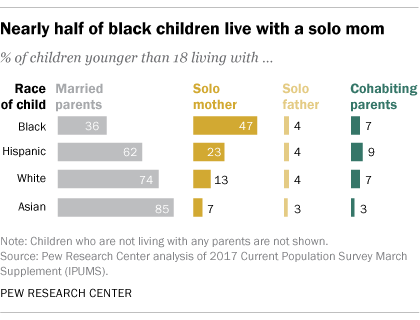 Nearly half of black children live with a solo mom
% of children younger than 18 living with ...
Race of child Married parents Solo mother Solo father Cohabiting parents
Black 36 47 4 7
Hispanic 62 23 4 9
White 74 13 4 7
Asian 85 7 3 3
Note: Children who are not living with any parents are not shown.
Source: Pew Research Center analysis of 2017 Current Population Survey March
Supplement (IPUMS).
PEW RESEARCH CENTER